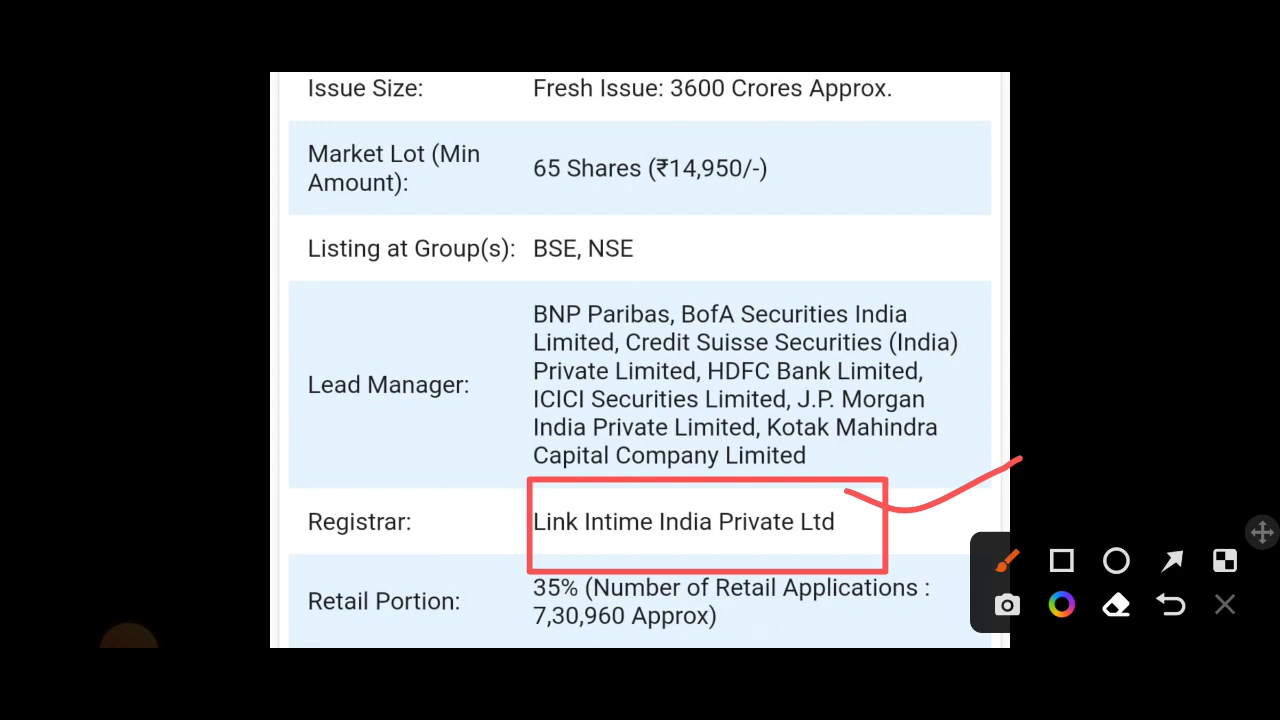 Issue Size: Fresh Issue: 3600 Crores Approx.
Market Lot (Min
Amount):
65 Shares (₹14,950/-)
Listing at Group(s): BSE, NSE
Lead Manager:
BNP Paribas, BofA Securities India
Limited, Credit Suisse Securities (India)
Private Limited, HDFC Bank Limited,
ICICI Securities Limited, J.P. Morgan
India Private Limited, Kotak Mahindra
Capital Company Limited
Registrar: Link Intime India Private Ltd
Retail Portion:
35% (Number of Retail Applications :
7,30,960 Approx)